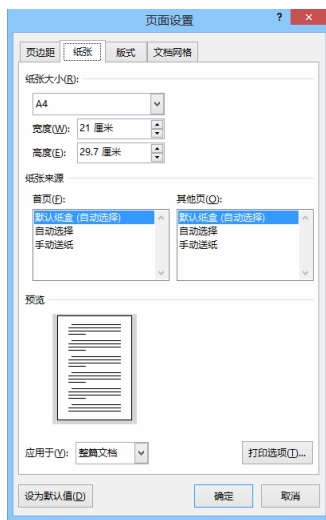 页面设置 ? ×
页边距 纸张 版式 文档网格
纸张大小(R):
A4
宽度(W): 21 厘米
高度(E): 29.7 厘米
纸张来源
首页(F): 其他页(O):
默认纸盒 (自动选择) 默认纸盒 (自动选择)
自动选择 自动选择
手动送纸 手动送纸
预览
应用于(Y): 整篇文档 打印选项(T)...
设为默认值(D) 确定 取消